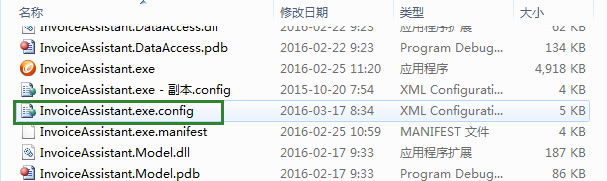 名称 修改日期 类型 大小
InvoiceAssistant.DataAccess.dll 2016-02-22 9:23 应用程序扩展 62 KB
InvoiceAssistant.DataAccess.pdb 2016-02-22 9:23 Program Debug... 134 KB
InvoiceAssistant.exe 2016-02-25 11:20 应用程序 4,918 KB
InvoiceAssistant.exe - 副本.config 2015-10-20 7:54 XML Configurati... 4 KB
InvoiceAssistant.exe.config 2016-03-17 8:34 XML Configurati... 5 KB
InvoiceAssistant.exe.manifest 2016-02-25 10:59 MANIFEST 文件 4 KB
InvoiceAssistant.Model.dll 2016-02-17 9:33 应用程序扩展 187 KB
InvoiceAssistant.Model.pdb 2016-02-17 9:33 Program Debug... 86 KB